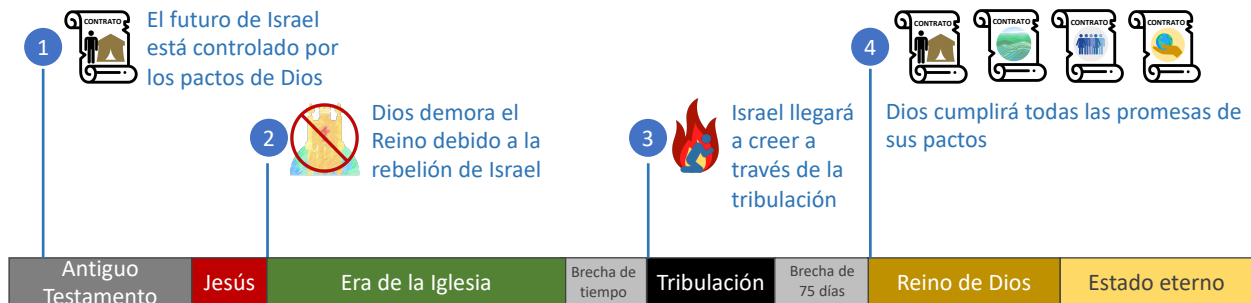 1
CONTRATO
El futuro de Israel
está controlado por
los pactos de Dios
2
Dios demora el
Reino debido a la
rebelión de Israel
3
Israel llegará
a creer a
través de la
tribulación
4
CONTRATO
CONTRATO
CONTRATO
CONTRATO
Dios cumplirá todas las promesas de
sus pactos
Antiguo
Testamento
Jesús
Era de la Iglesia
Brecha de
tiempo
Tribulación
Brecha de
75 días
Reino de Dios
Estado eterno